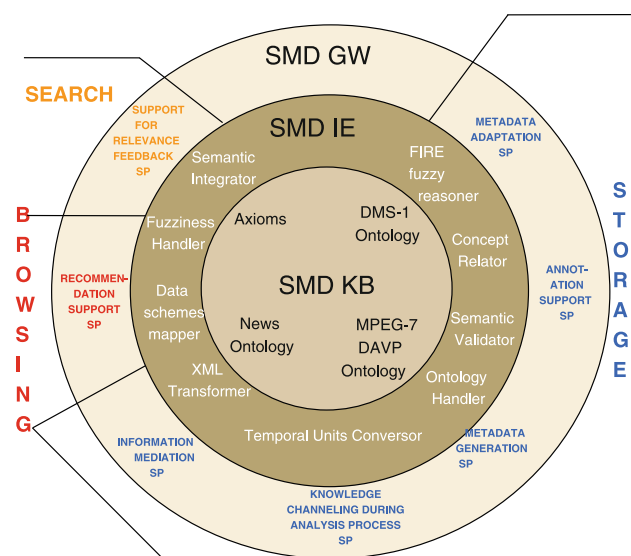 SMD GW
SEARCH
SUPPORT
FOR
RELEVANCE
FEEDBACK
SP
METADATA
ADAPTATION
SP
SMD IE
Semantic
Integrator
FIRE
fuzzy
reasoner
Fuzziness
Handler
Axioms
DMS-1
Ontology
Concept
Relator
BROWSING
STORAGE
RECOMMEN-
DATION
SUPPORT
SP
Data
schemes
mapper
SMD KB
ANNOT-
ATION
SUPPORT
SP
News
Ontology
MPEG-7
DAVP
Ontology
Semantic
Validator
XML
Transformer
Ontology
Handler
Temporal Units Conversor
INFORMATION
MEDIATION
SP
METADATA
GENERATION
SP
KNOWLEDGE
CHANNELING DURING
ANALYSIS PROCESS
SP